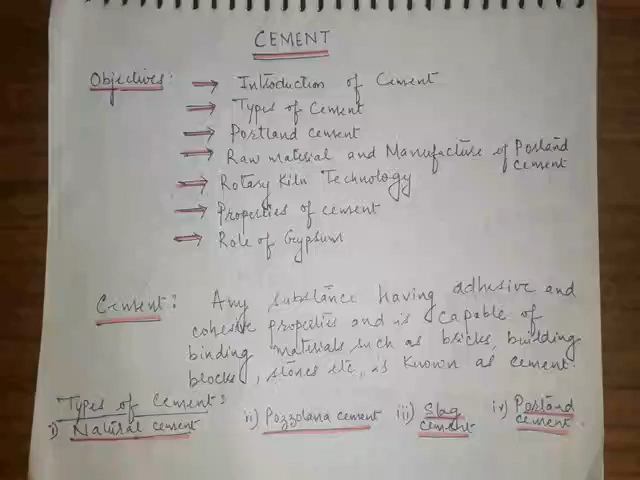 CEMENT
Objectives: → Introduction of Cement
→ Types of Cement
→ Portland cement
→ Raw material and Manufacture of Porland cement
→ Rotary Kiln Technology
→ Properties of cement
→ Role of Gypsum
Cement: Any substance having adhesive and
cohesive properties and is capable of
binding materials such as bricks, building
blocks, stones etc, is known as cement.
Types of Cement:
i) Natural cement ii) Pozzolana cement iii) Slag cement iv) Porland cement